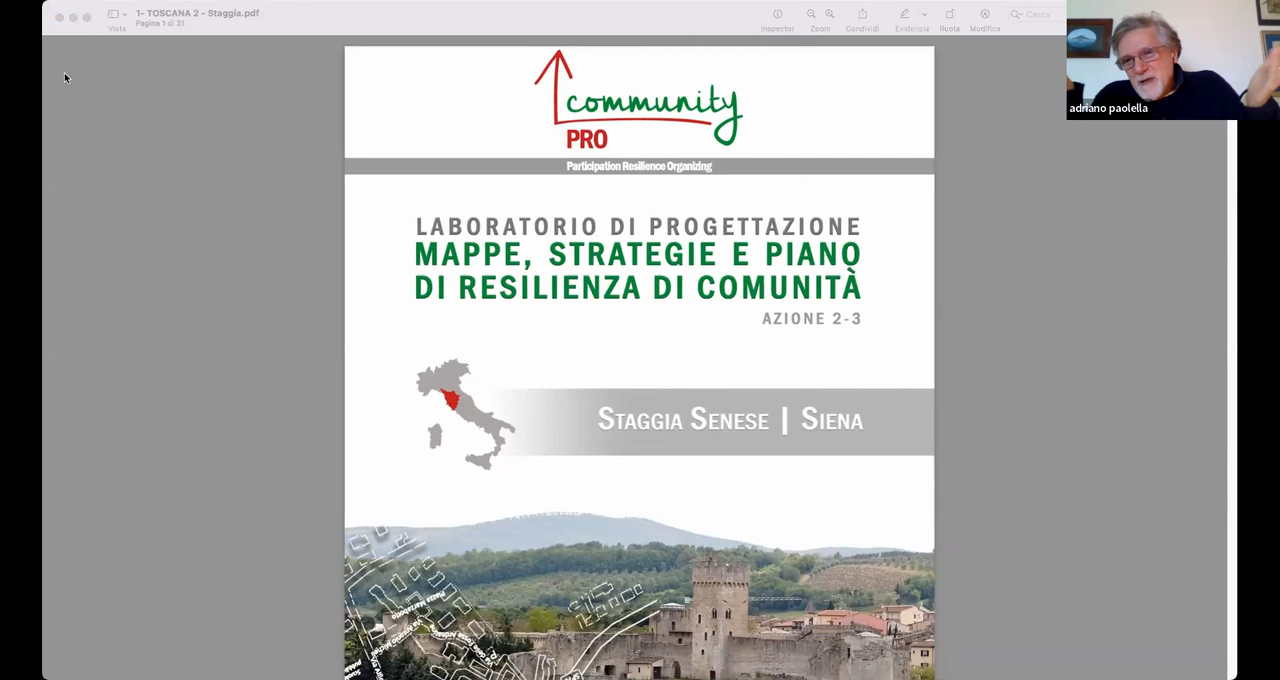 1- TOSCANA 2 - Staggia.pdf
Pagina 1 di 31
Vista
Inspector
Zoom
Condividi
Evidenzia
Ruota
Modifica
Cerca
adriano paolella
community
PRO
Participation Resilience Organizing
LABORATORIO DI PROGETTAZIONE
MAPPE, STRATEGIE E PIANO
DI RESILIENZA DI COMUNITÀ
AZIONE 2-3
STAGGIA SENESE | SIENA
Piazza Marzabotto